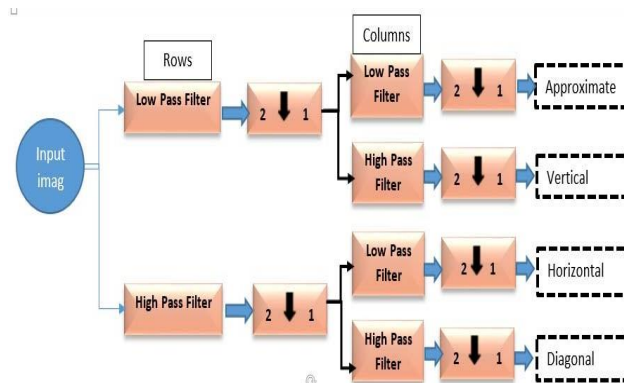 Rows
Columns
Input
imag
Low Pass Filter
2 1
Low Pass
Filter
2 1
Approximate
High Pass
Filter
2 1
Vertical
High Pass Filter
2 1
Low Pass
Filter
2 1
Horizontal
High Pass
Filter
2 1
Diagonal